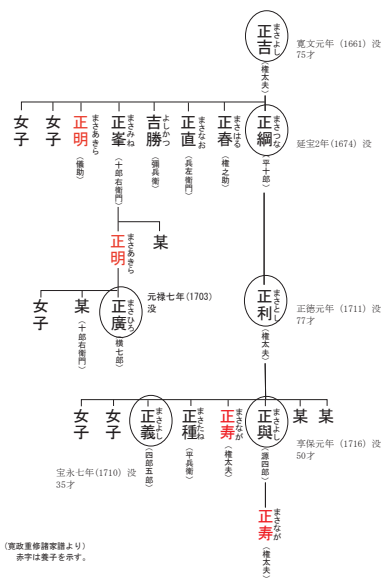 正吉 まさよし
（権太夫）
寛文元年（1661）没
75才
正綱 まさつな
（平十郎）
延宝2年（1674）没
正春 まさはる
（権之助）
正直 まさなお
（兵左衛門）
吉勝 よしかつ
（彌兵衛）
正峯 まさみね
（十郎右衛門）
正明 まさあきら
（儀助）
女子
女子
某
正明 まさあきら
正廣 まさひろ
（横七郎）
元禄七年（1703）
没
某
（十郎右衛門）
女子
正利 まさとし
（権太夫）
正徳元年（1711）没
77才
某
某
正與 まさよし
（源四郎）
享保元年（1716）没
50才
正寿 まさなが
（権太夫）
正種 まさたね
（平兵衛）
正義 まさよし
（四郎五郎）
宝永七年（1710）没
35才
女子
女子
正寿 まさなが
（権太夫）
（寛政重修諸家譜より）
赤字は養子を示す。